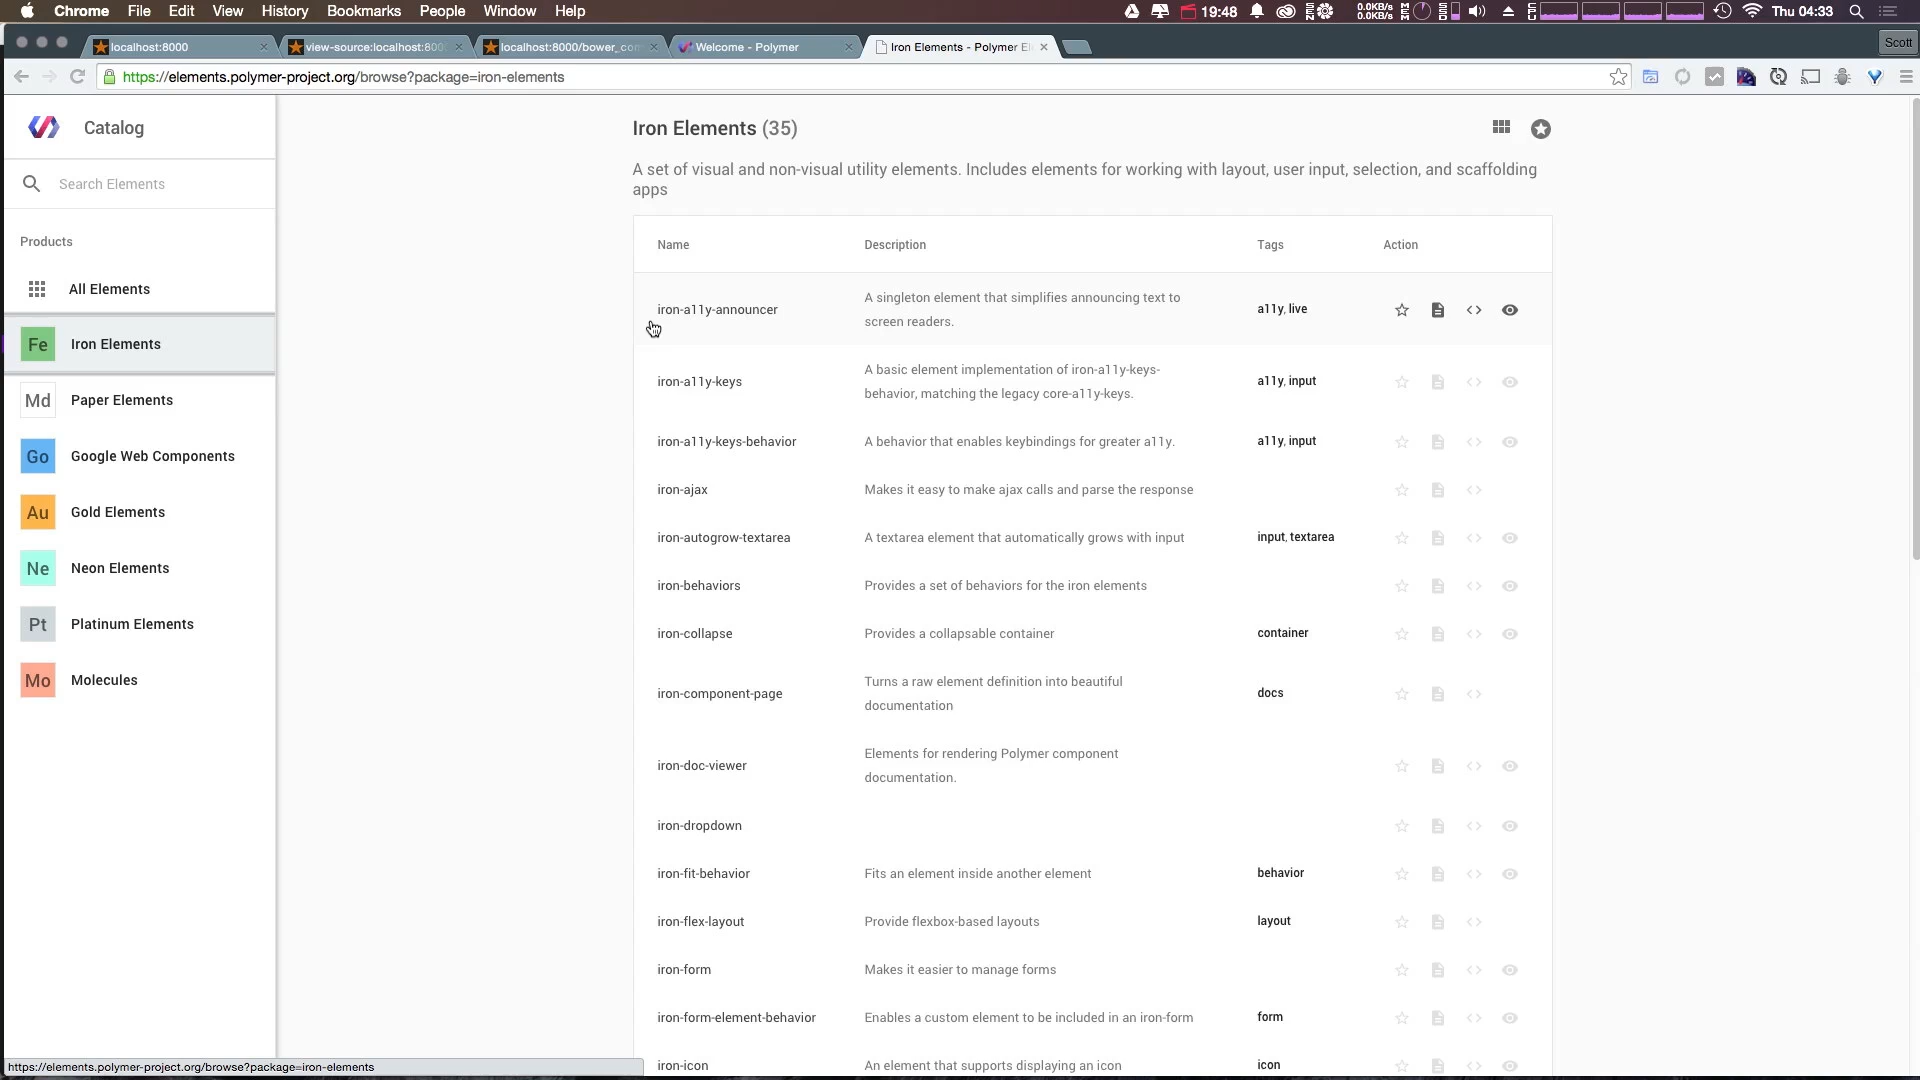 Chrome File Edit View History Bookmarks People Window Help 19:48 0.0KB/s 0.0KB/s Thu 04:33
localhost:8000 view-source:localhost:800 localhost:8000/bower_com Welcome - Polymer Iron Elements - Polymer El Scott
https://elements.polymer-project.org/browse?package=iron-elements
Catalog
Search Elements
Products
All Elements
Fe Iron Elements
Md Paper Elements
Go Google Web Components
Au Gold Elements
Ne Neon Elements
Pt Platinum Elements
Mo Molecules
Iron Elements (35)
A set of visual and non-visual utility elements. Includes elements for working with layout, user input, selection, and scaffolding
apps
Name Description Tags Action
iron-a11y-announcer A singleton element that simplifies announcing text to a11y, live
screen readers.
iron-a11y-keys A basic element implementation of iron-a11y-keys- a11y, input
behavior, matching the legacy core-a11y-keys.
iron-a11y-keys-behavior A behavior that enables keybindings for greater a11y. a11y, input
iron-ajax Makes it easy to make ajax calls and parse the response
iron-autogrow-textarea A textarea element that automatically grows with input input, textarea
iron-behaviors Provides a set of behaviors for the iron elements
iron-collapse Provides a collapsable container container
iron-component-page Turns a raw element definition into beautiful docs
documentation
iron-doc-viewer Elements for rendering Polymer component
documentation.
iron-dropdown
iron-fit-behavior Fits an element inside another element behavior
iron-flex-layout Provide flexbox-based layouts layout
iron-form Makes it easier to manage forms
iron-form-element-behavior Enables a custom element to be included in an iron-form form
iron-icon An element that supports displaying an icon icon
https://elements.polymer-project.org/browse?package=iron-elements